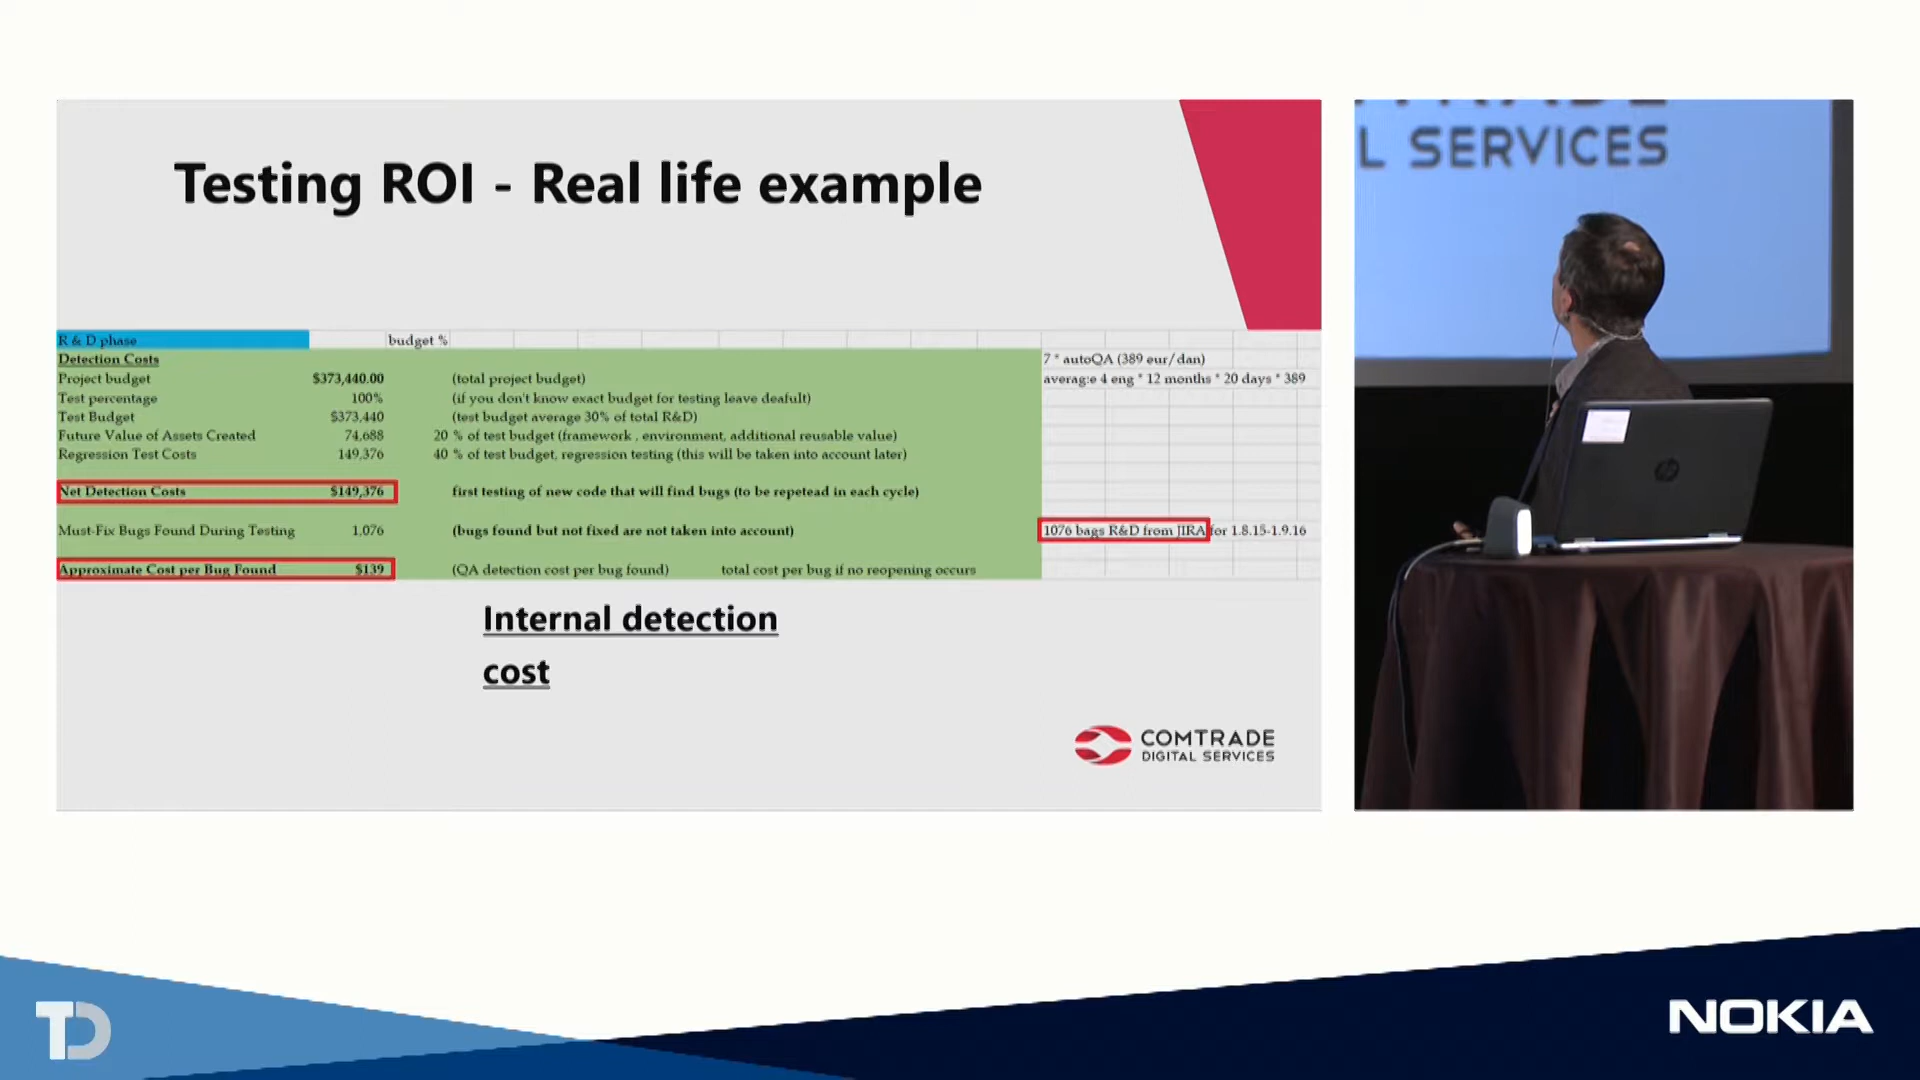 Testing ROI - Real life example
R & D phase budget %
Detection Costs 7 * autoQA (389 eur/dan)
Project budget $373,440.00 (total project budget) average 4 eng * 12 months * 20 days * 389
Test percentage 100% (if you don't know exact budget for testing leave deafult)
Test Budget $373,440 (test budget average 30% of total R&D)
Future Value of Assets Created 74,688 20 % of test budget (framework , environment, additional reusable value)
Regression Test Costs 149,376 40 % of test budget, regression testing (this will be taken into account later)
Net Detection Costs $149,376 first testing of new code that will find bugs (to be repetead in each cycle)
Must-Fix Bugs Found During Testing 1,076 (bugs found but not fixed are not taken into account) 1076 bags R&D from JIRA for 1.8.15-1.9.16
Approximate Cost per Bug Found $139 (QA detection cost per bug found) total cost per bug if no reopening occurs
Internal detection
cost
COMTRADE
DIGITAL SERVICES
L SERVICES
hp
TD
NOKIA